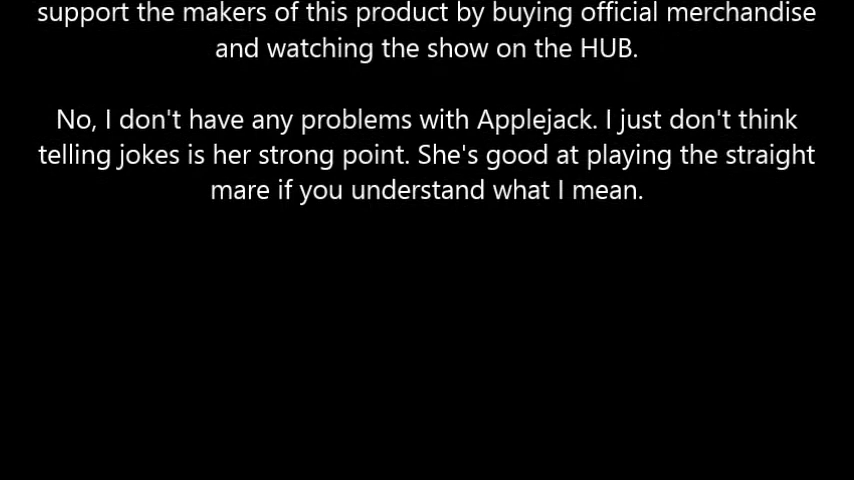 support the makers of this product by buying official merchandise
and watching the show on the HUB.
No, I don't have any problems with Applejack. I just don't think
telling jokes is her strong point. She's good at playing the straight
mare if you understand what I mean.